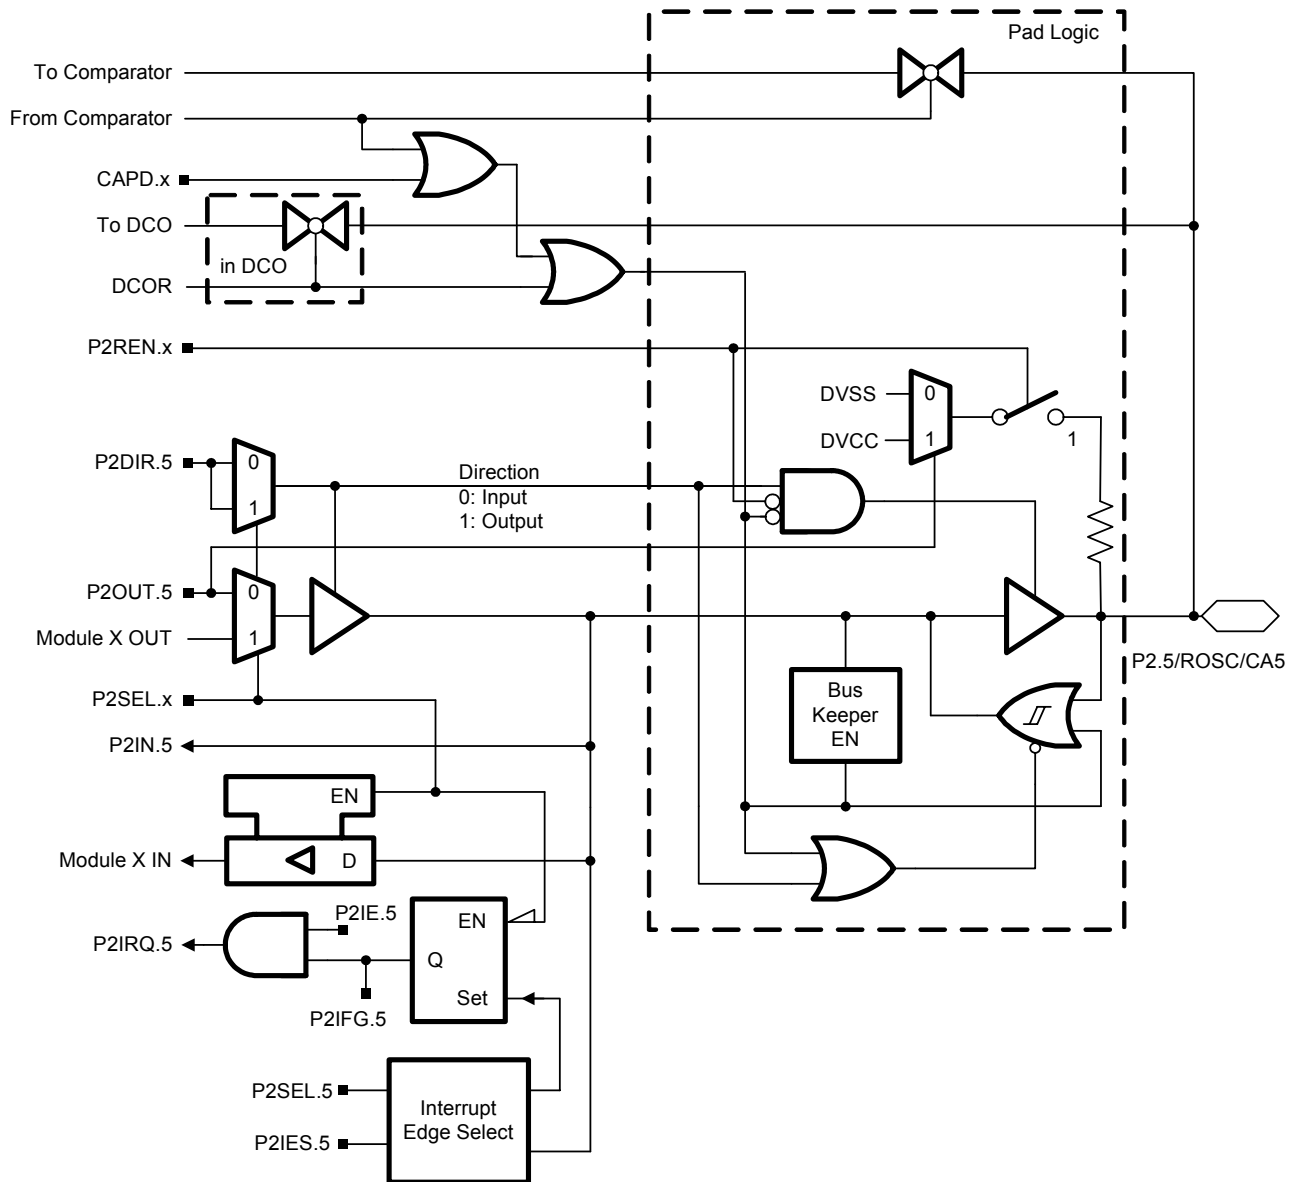 Pad Logic
To Comparator
From Comparator
CAPD.x
To DCO
in DCO
DCOR
P2REN.x
DVSS
0
DVCC
1
1
P2DIR.5
0
1
Direction
0: Input
1: Output
P2OUT.5
0
Module X OUT
1
P2.5/ROSC/CA5
P2SEL.x
Bus
Keeper
EN
P2IN.5
EN
Module X IN
D
P2IE.5
EN
P2IRQ.5
Q
Set
P2IFG.5
P2SEL.5
Interrupt
Edge Select
P2IES.5